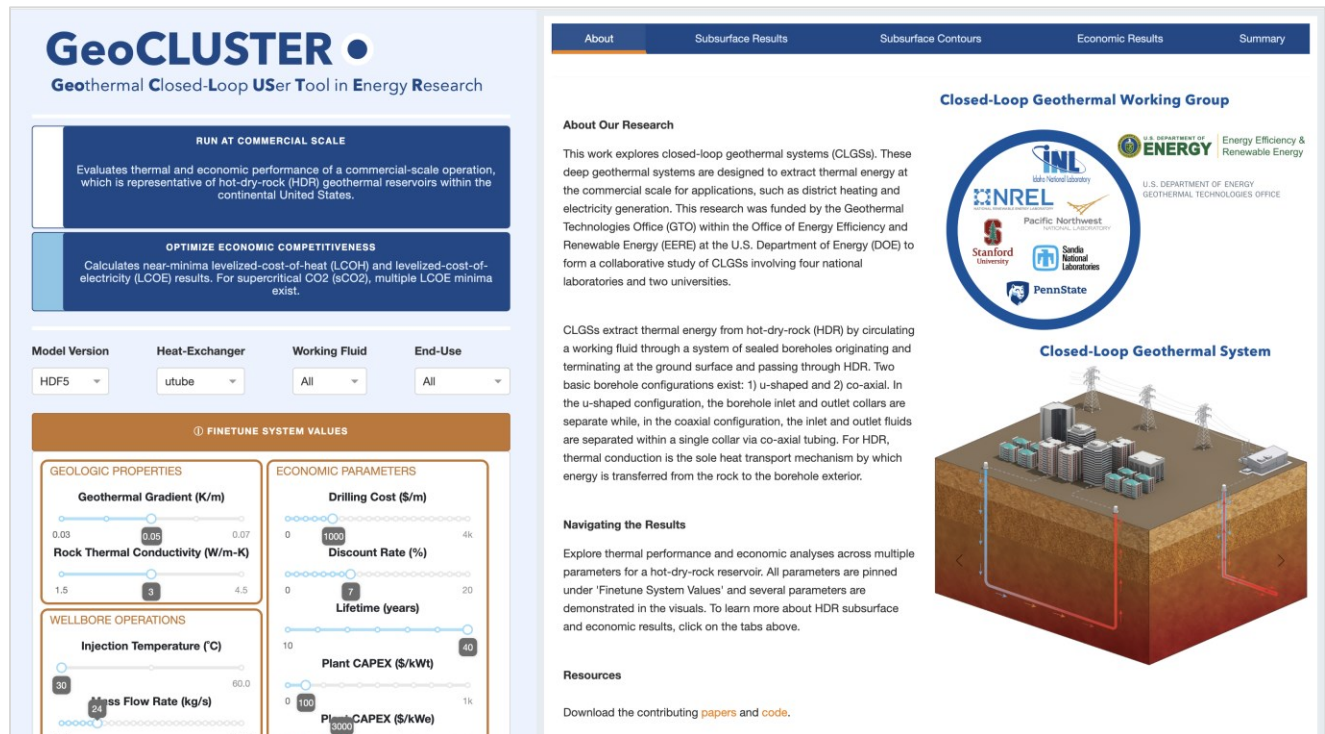 GeoCLUSTER
Geothermal Closed-Loop USer Tool in Energy Research
RUN AT COMMERCIAL SCALE
Evaluates thermal and economic performance of a commercial-scale operation,
which is representative of hot-dry-rock (HDR) geothermal reservoirs within the
continental United States.
OPTIMIZE ECONOMIC COMPETITIVENESS
Calculates near-minima levelized-cost-of-heat (LCOH) and levelized-cost-of-
electricity (LCOE) results. For supercritical CO2 (sCO2), multiple LCOE minima
exist.
Model Version Heat-Exchanger Working Fluid End-Use
HDF5 utube All All
FINETUNE SYSTEM VALUES
GEOLOGIC PROPERTIES
Geothermal Gradient (K/m)
0.03 0.05 0.07
Rock Thermal Conductivity (W/m-K)
1.5 3 4.5
WELLBORE OPERATIONS
Injection Temperature (˚C)
30 60.0
Mass Flow Rate (kg/s)
24
ECONOMIC PARAMETERS
Drilling Cost ($/m)
0 1000 4k
Discount Rate (%)
0 7 20
Lifetime (years)
10 40
Plant CAPEX ($/kWt)
0 100 1k
Plant CAPEX ($/kWe)
3000
About Subsurface Results Subsurface Contours Economic Results Summary
About Our Research
This work explores closed-loop geothermal systems (CLGSs). These
deep geothermal systems are designed to extract thermal energy at
the commercial scale for applications, such as district heating and
electricity generation. This research was funded by the Geothermal
Technologies Office (GTO) within the Office of Energy Efficiency and
Renewable Energy (EERE) at the U.S. Department of Energy (DOE) to
form a collaborative study of CLGSs involving four national
laboratories and two universities.
CLGSs extract thermal energy from hot-dry-rock (HDR) by circulating
a working fluid through a system of sealed boreholes originating and
terminating at the ground surface and passing through HDR. Two
basic borehole configurations exist: 1) u-shaped and 2) co-axial. In
the u-shaped configuration, the borehole inlet and outlet collars are
separate while, in the coaxial configuration, the inlet and outlet fluids
are separated within a single collar via co-axial tubing. For HDR,
thermal conduction is the sole heat transport mechanism by which
energy is transferred from the rock to the borehole exterior.
Navigating the Results
Explore thermal performance and economic analyses across multiple
parameters for a hot-dry-rock reservoir. All parameters are pinned
under 'Finetune System Values' and several parameters are
demonstrated in the visuals. To learn more about HDR subsurface
and economic results, click on the tabs above.
Resources
Download the contributing papers and code.
Closed-Loop Geothermal Working Group
INL
Idaho National Laboratory
NREL
NATIONAL RENEWABLE ENERGY LABORATORY
Pacific Northwest
NATIONAL LABORATORY
Stanford
University
Sandia
National
Laboratories
PennState
U.S. DEPARTMENT OF
ENERGY
Energy Efficiency &
Renewable Energy
U.S. DEPARTMENT OF ENERGY
GEOTHERMAL TECHNOLOGIES OFFICE
Closed-Loop Geothermal System